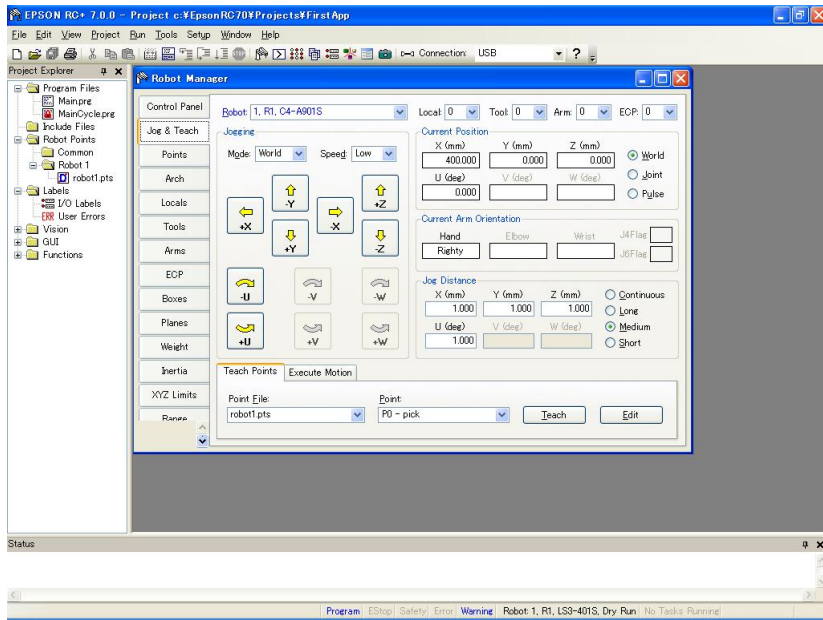 EPSON RC+ 7.0.0 - Project c:¥EpsonRC70¥Projects¥FirstApp
File Edit View Project Run Tools Setup Window Help
Connection: USB
Project Explorer
Program Files
Main.prg
MainCycle.prg
Include Files
Robot Points
Common
Robot 1
robot1.pts
Labels
I/O Labels
ERR User Errors
Vision
GUI
Functions
Robot Manager
Control Panel
Jog & Teach
Points
Arch
Locals
Tools
Arms
ECP
Boxes
Planes
Weight
Inertia
XYZ Limits
Range
Robot: 1, R1, C4-A901S Local: 0 Tool: 0 Arm: 0 ECP: 0
Jogging
Mode: World Speed: Low
-Y +Z
+X -X
+Y -Z
-U -V -W
+U +V +W
Current Position
X (mm) Y (mm) Z (mm)
400.000 0.000 0.000
U (deg) V (deg) W (deg)
0.000
World
Joint
Pulse
Current Arm Orientation
Hand Elbow Wrist J4Flag
Righty J6Flag
Jog Distance
X (mm) Y (mm) Z (mm)
1.000 1.000 1.000
U (deg) V (deg) W (deg)
1.000
Continuous
Long
Medium
Short
Teach Points Execute Motion
Point File: Point:
robot1.pts P0 - pick Teach Edit
Status
Program EStop Safety Error Warning Robot: 1, R1, LS3-401S, Dry Run No Tasks Running